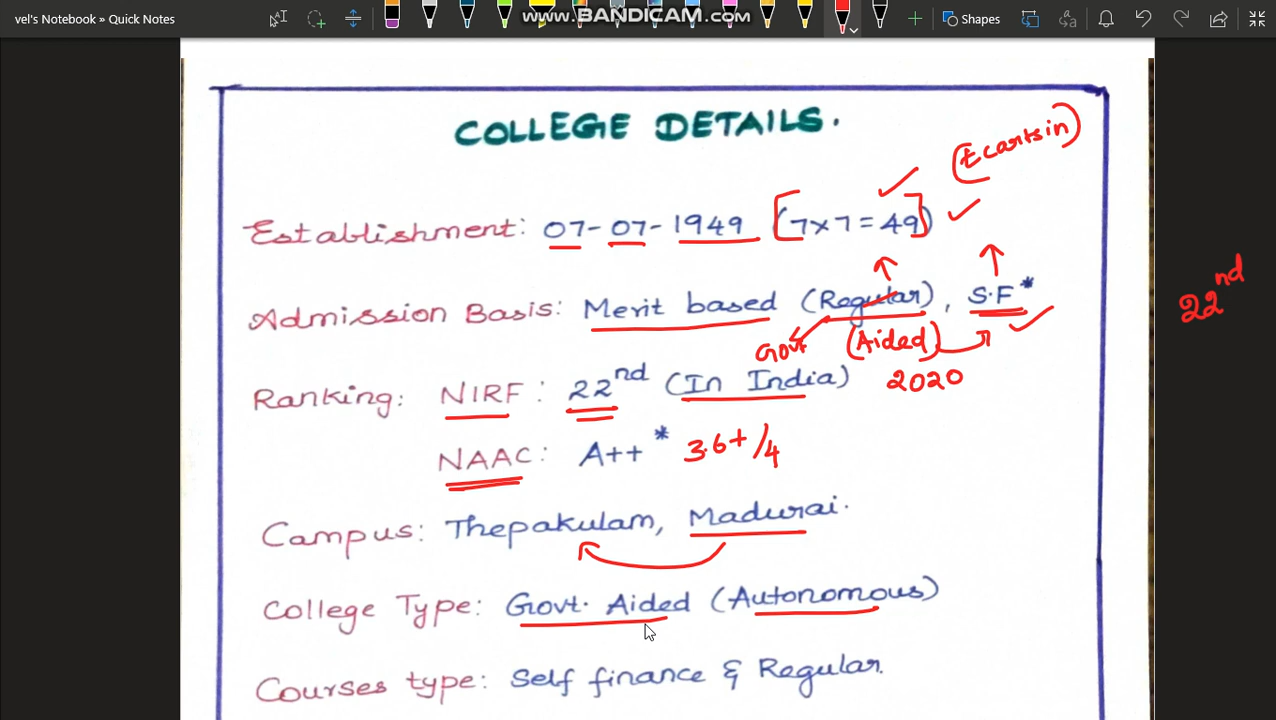 vel's Notebook » Quick Notes
www.BANDICAM.com
Shapes
COLLEGE DETAILS.
(Ecartsin)
Establishment: 07-07-1949 (7x7=49)
Admission Basis: Merit based (Regular), S.F*
Govt (Aided)
2020
22nd
Ranking: NIRF: 22nd (In India)
NAAC: A++* 3.6+/4
Campus: Thepakulam, Madurai.
College Type: Govt. Aided (Autonomous)
Courses type: Self finance & Regular.